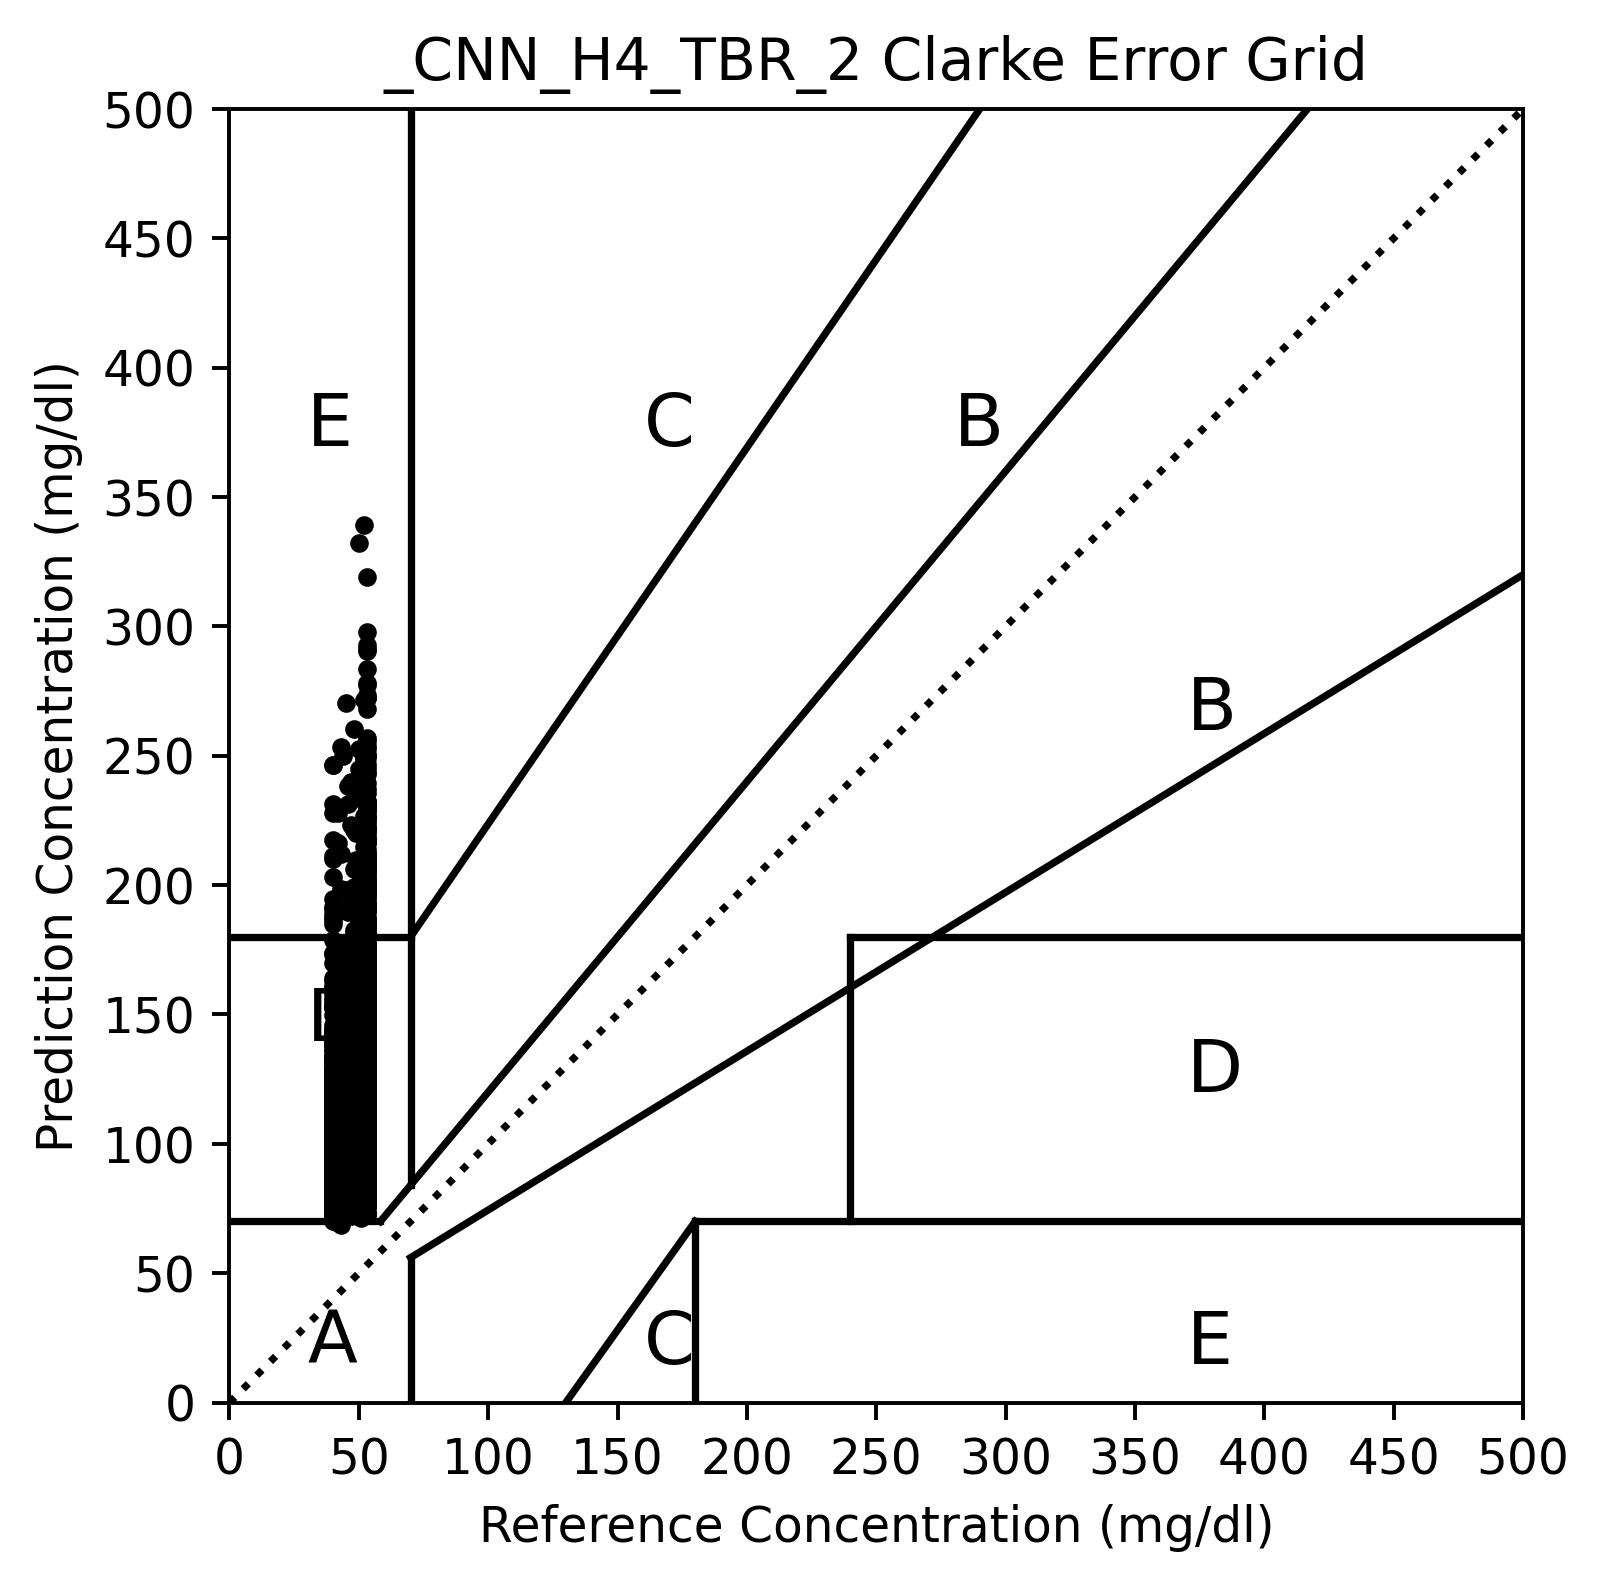 _CNN_H4_TBR_2 Clarke Error Grid
500
450
400
350
300
250
200
150
100
50
0
Prediction Concentration (mg/dl)
E
C
B
B
D
A
C
E
0 50 100 150 200 250 300 350 400 450 500
Reference Concentration (mg/dl)